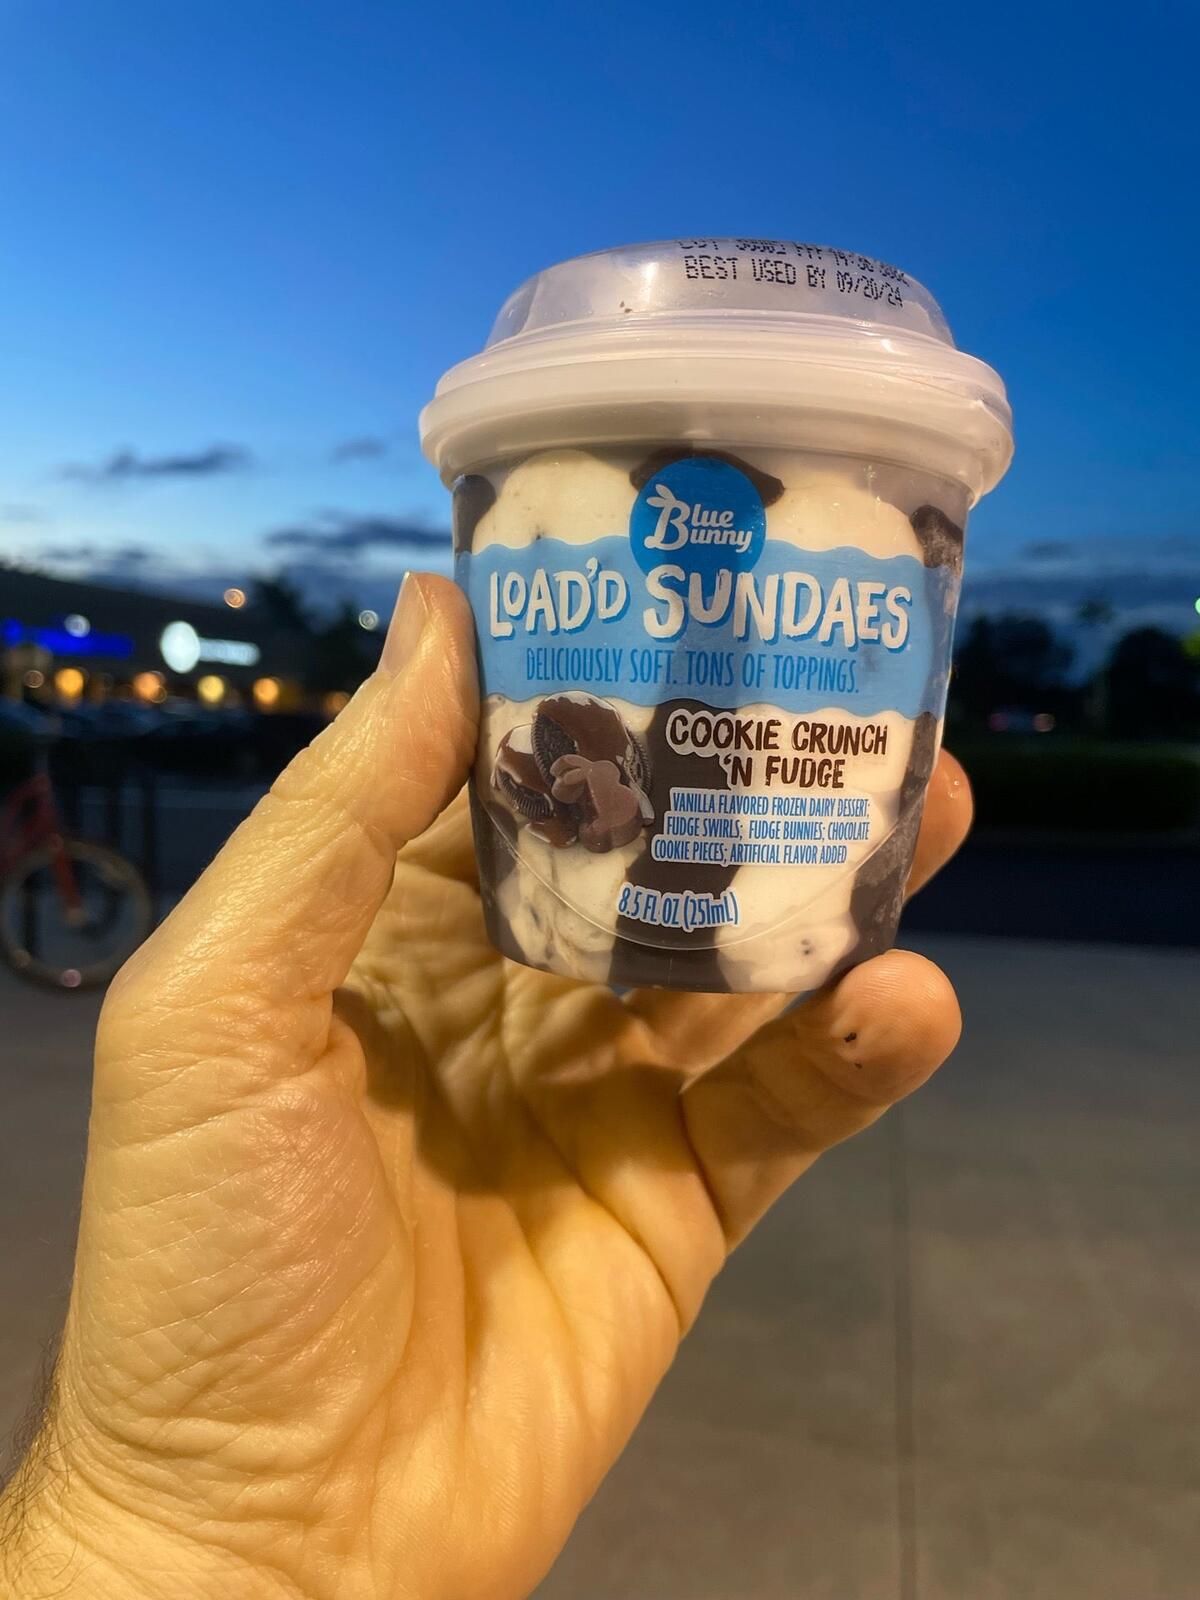 BEST USED BY 09/20/24
Blue
Bunny
LOAD'D SUNDAES
DELICIOUSLY SOFT. TONS OF TOPPINGS.
COOKIE CRUNCH
'N FUDGE
VANILLA FLAVORED FROZEN DAIRY DESSERT;
FUDGE SWIRLS; FUDGE BUNNIES; CHOCOLATE
COOKIE PIECES; ARTIFICIAL FLAVOR ADDED
8.5 FL OZ (251mL)